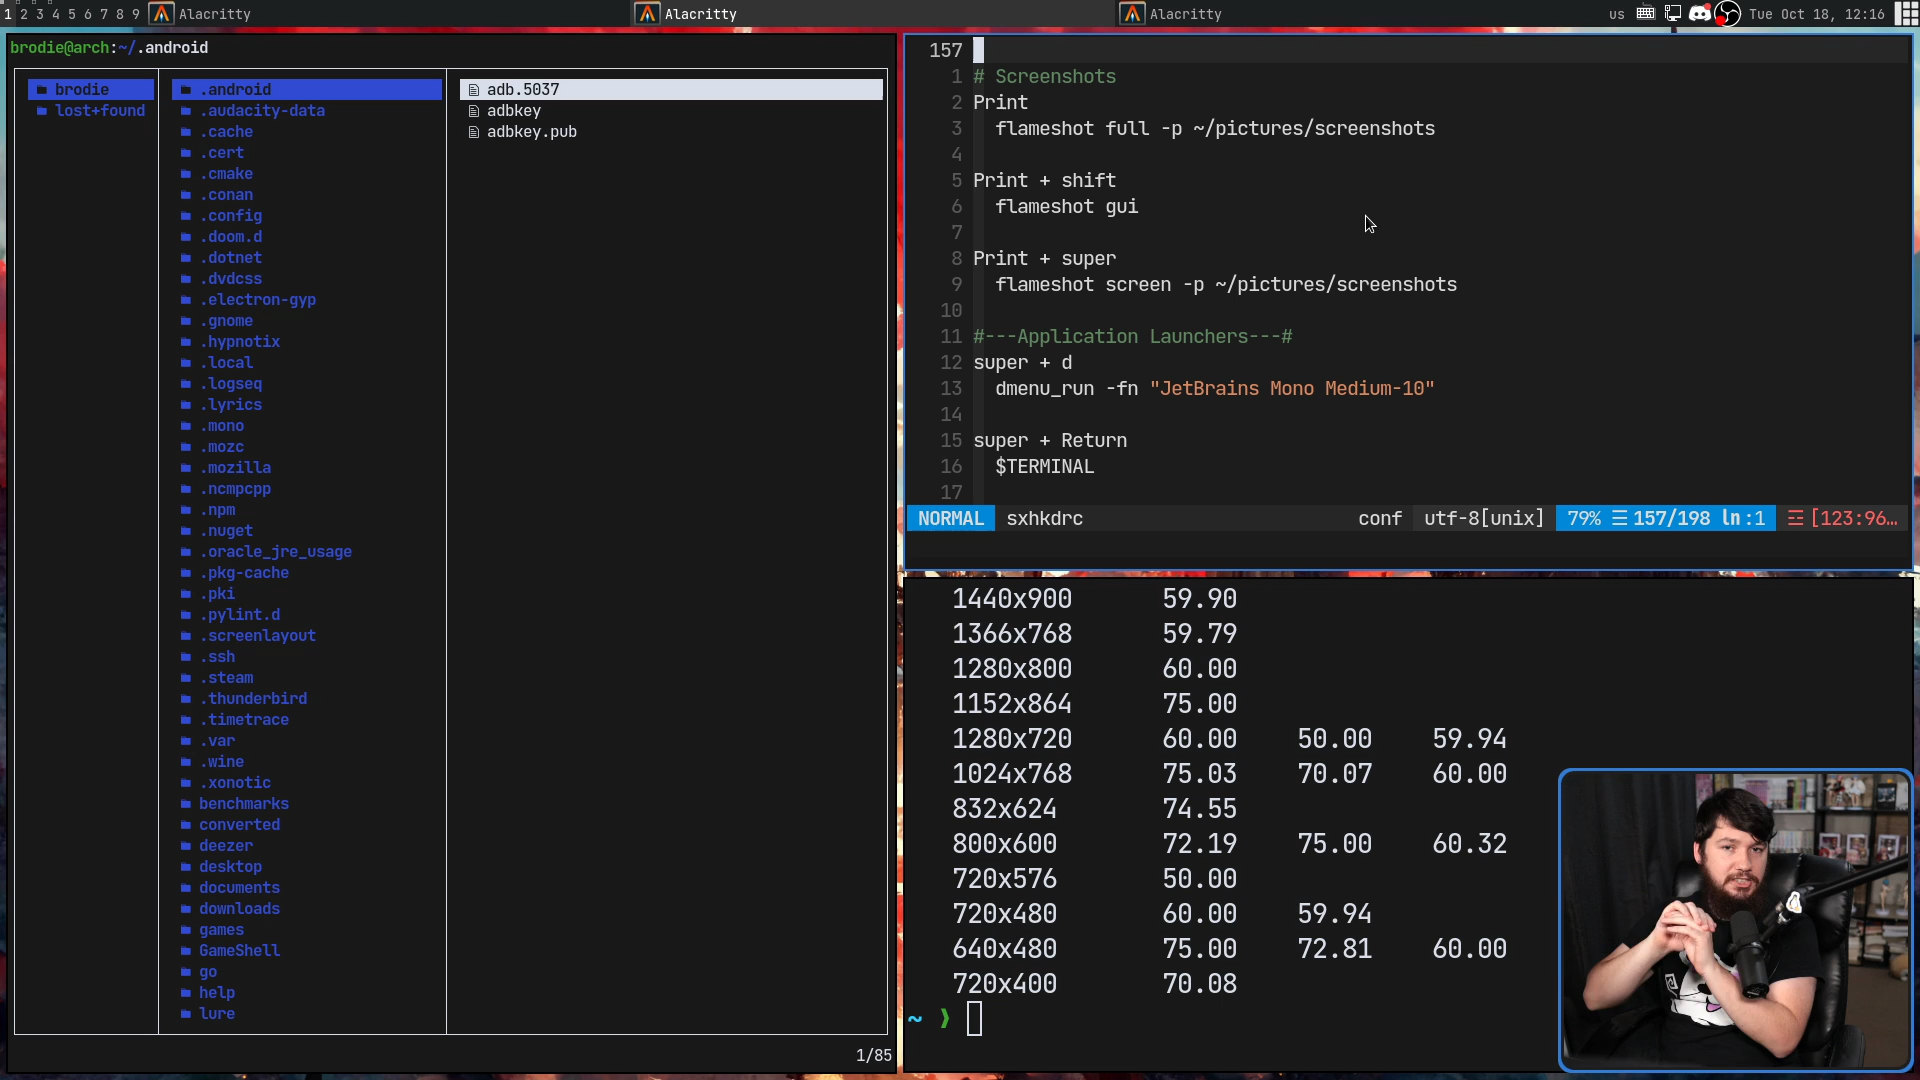 1 2 3 4 5 6 7 8 9 Alacritty Alacritty Alacritty us Tue Oct 18, 12:16
brodie@arch:~/.android
brodie
lost+found
.android
.audacity-data
.cache
.cert
.cmake
.conan
.config
.doom.d
.dotnet
.dvdcss
.electron-gyp
.gnome
.hypnotix
.local
.logseq
.lyrics
.mono
.mozc
.mozilla
.ncmpcpp
.npm
.nuget
.oracle_jre_usage
.pkg-cache
.pki
.pylint.d
.screenlayout
.ssh
.steam
.thunderbird
.timetrace
.var
.wine
.xonotic
benchmarks
converted
deezer
desktop
documents
downloads
games
GameShell
go
help
lure
adb.5037
adbkey
adbkey.pub
1/85
157
1 # Screenshots
2 Print
3 flameshot full -p ~/pictures/screenshots
4
5 Print + shift
6 flameshot gui
7
8 Print + super
9 flameshot screen -p ~/pictures/screenshots
10
11 #---Application Launchers---#
12 super + d
13 dmenu_run -fn "JetBrains Mono Medium-10"
14
15 super + Return
16 $TERMINAL
17
NORMAL sxhkdrc conf utf-8[unix] 79% ☰ 157/198 ln:1 ☲ [123:96…
1440x900 59.90
1366x768 59.79
1280x800 60.00
1152x864 75.00
1280x720 60.00 50.00 59.94
1024x768 75.03 70.07 60.00
832x624 74.55
800x600 72.19 75.00 60.32
720x576 50.00
720x480 60.00 59.94
640x480 75.00 72.81 60.00
720x400 70.08
~ ❯